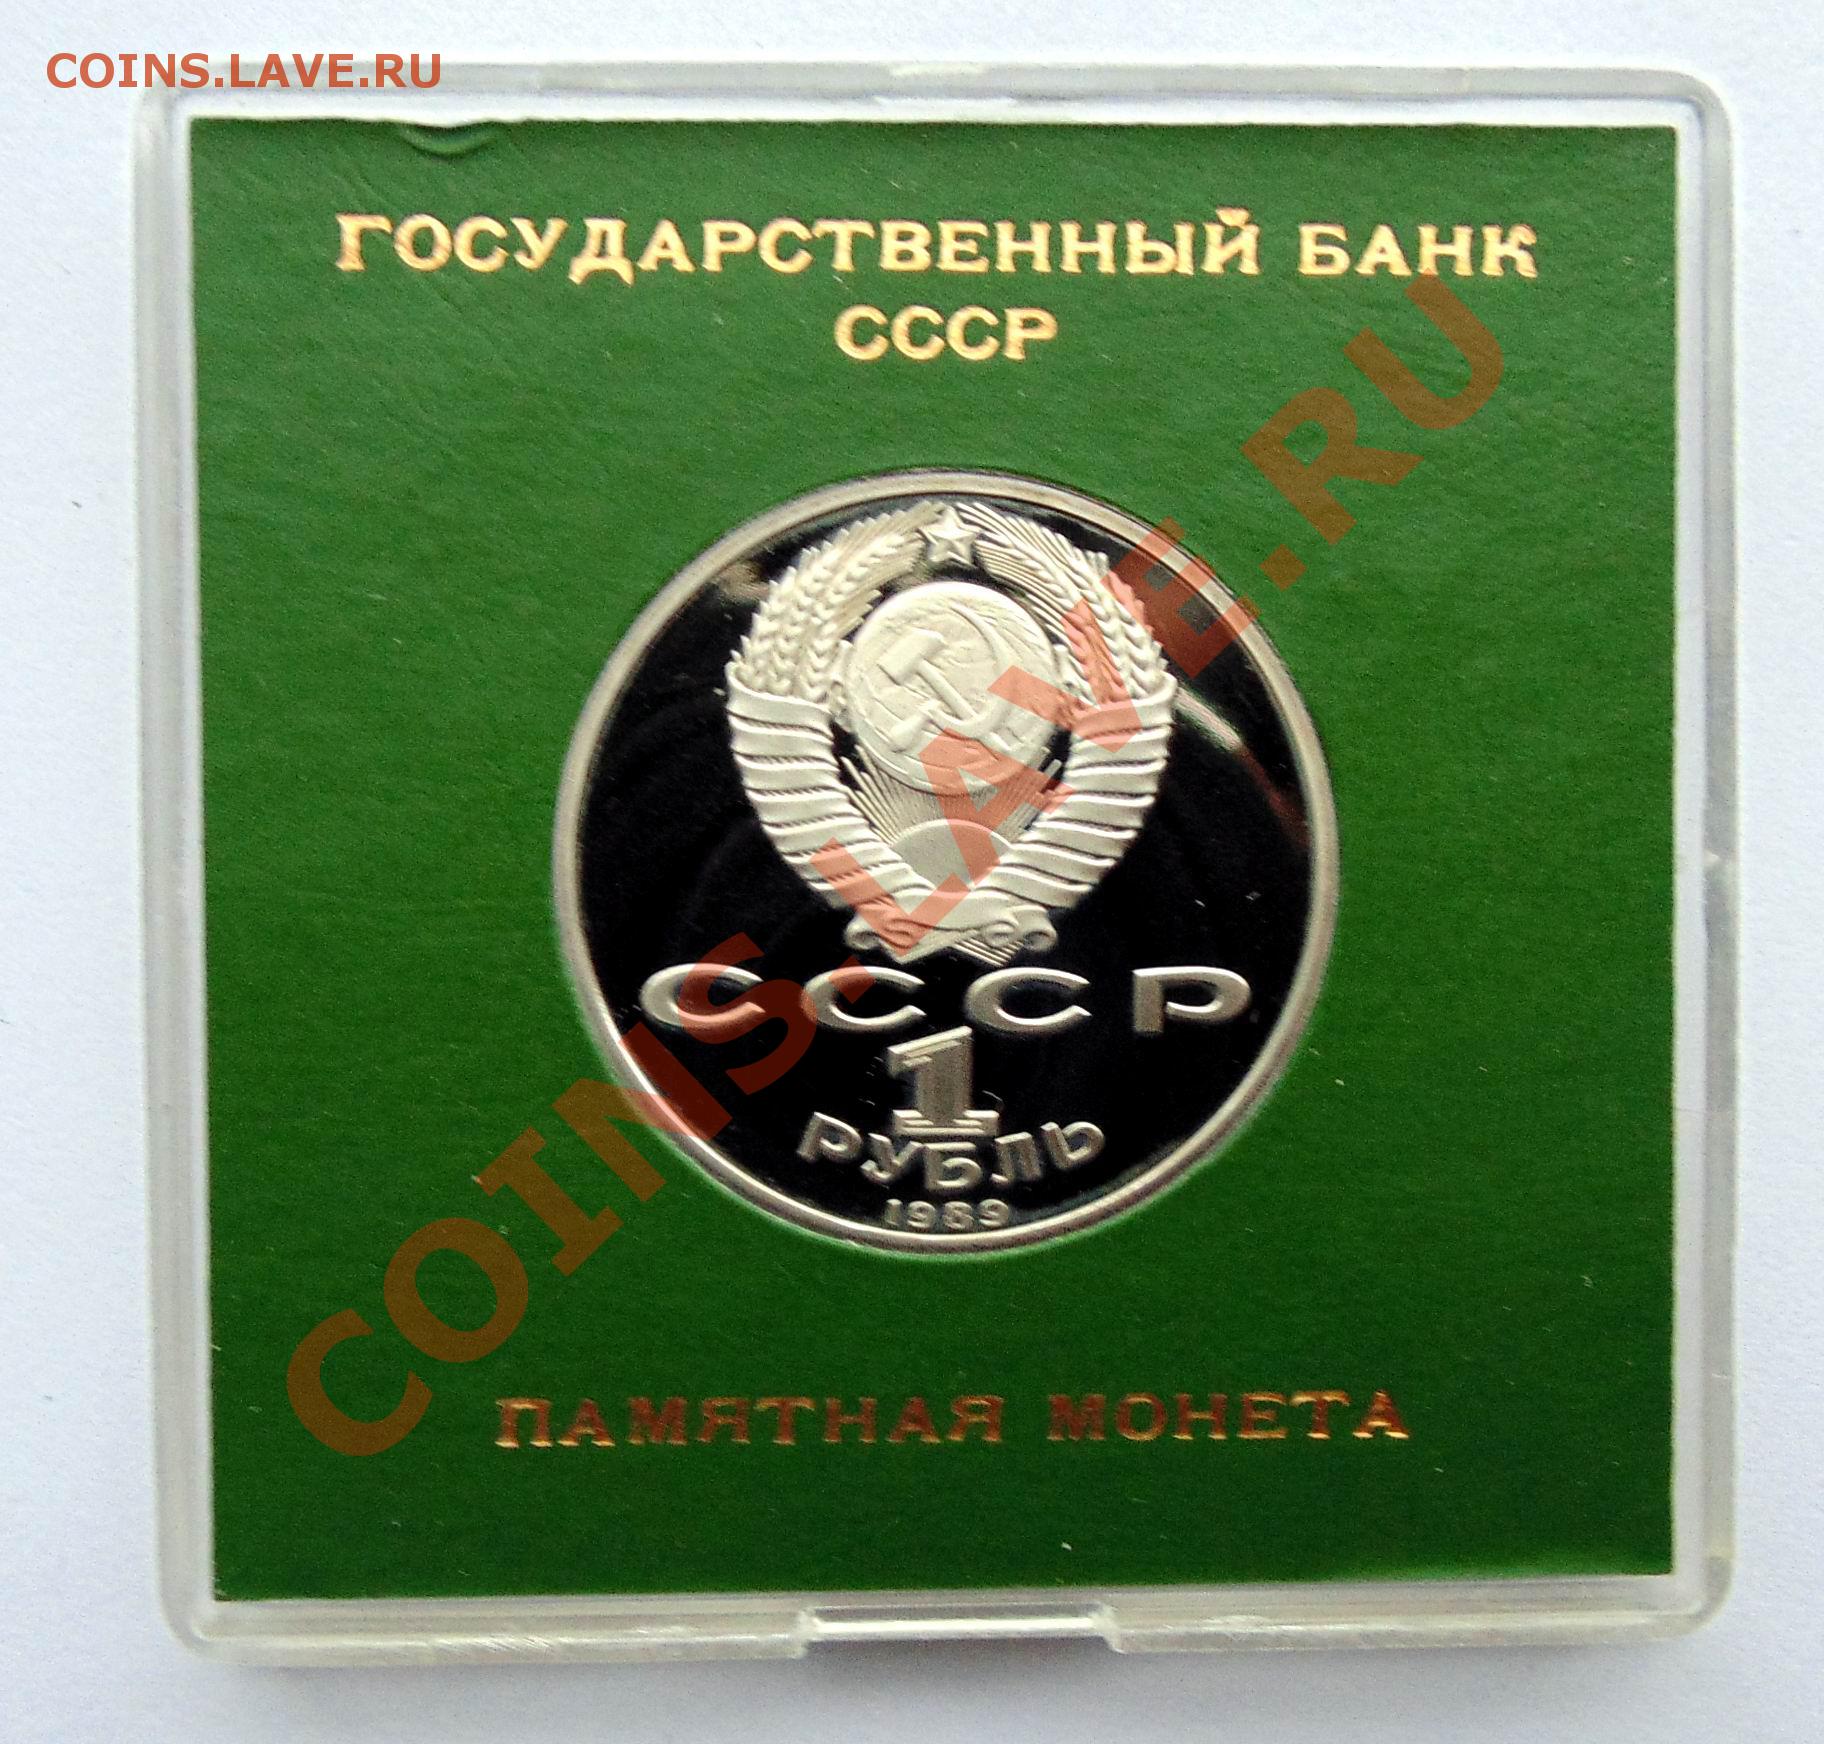 COINS.LAVE.RU
ГОСУДАРСТВЕННЫЙ БАНК
СССР
COINS.LAVE.RU
СССР
1
РУБЛЬ
1989
ПАМЯТНАЯ МОНЕТА